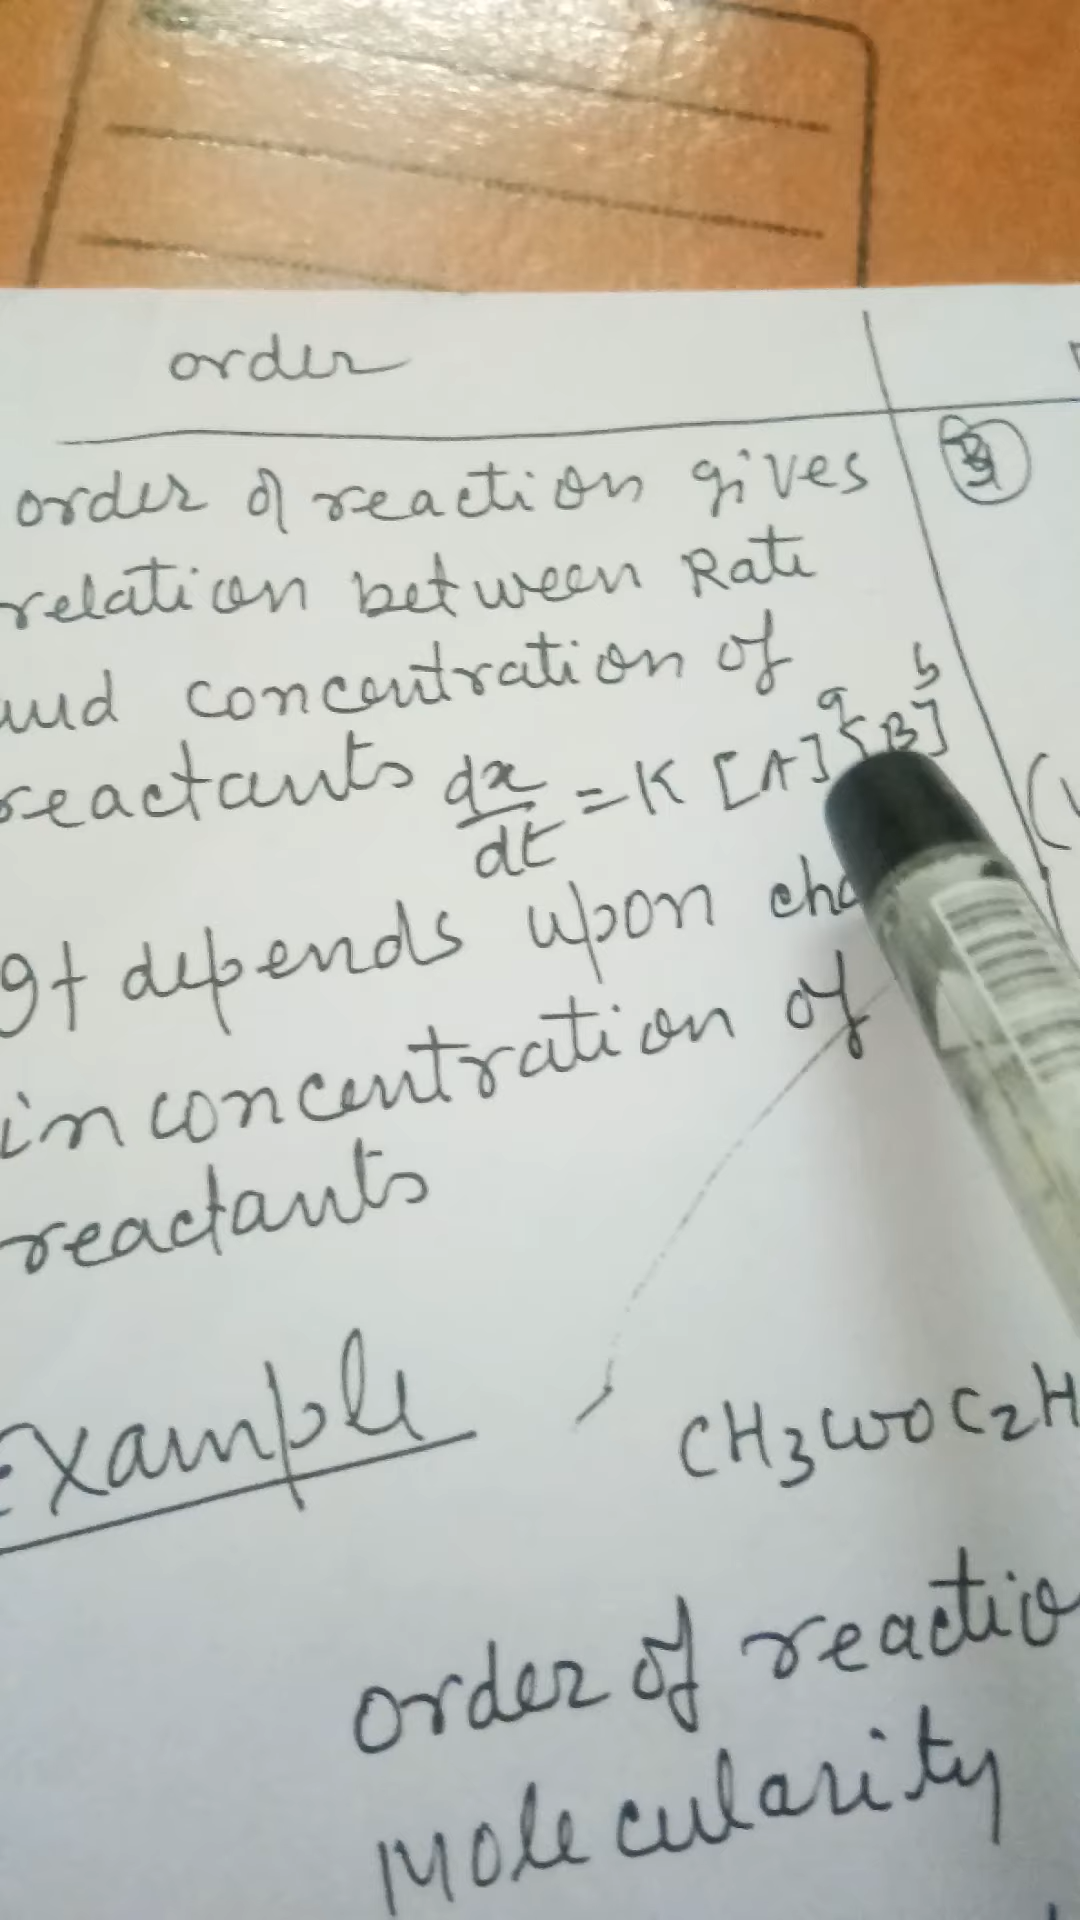 order
order of reaction gives
relation between Rate
and concentration of
reactants dx/dt = K [A]^a [B]^b
It depends upon
in concentration of
reactants
Example
CH3COOC2H
order of reactio
Molecularity